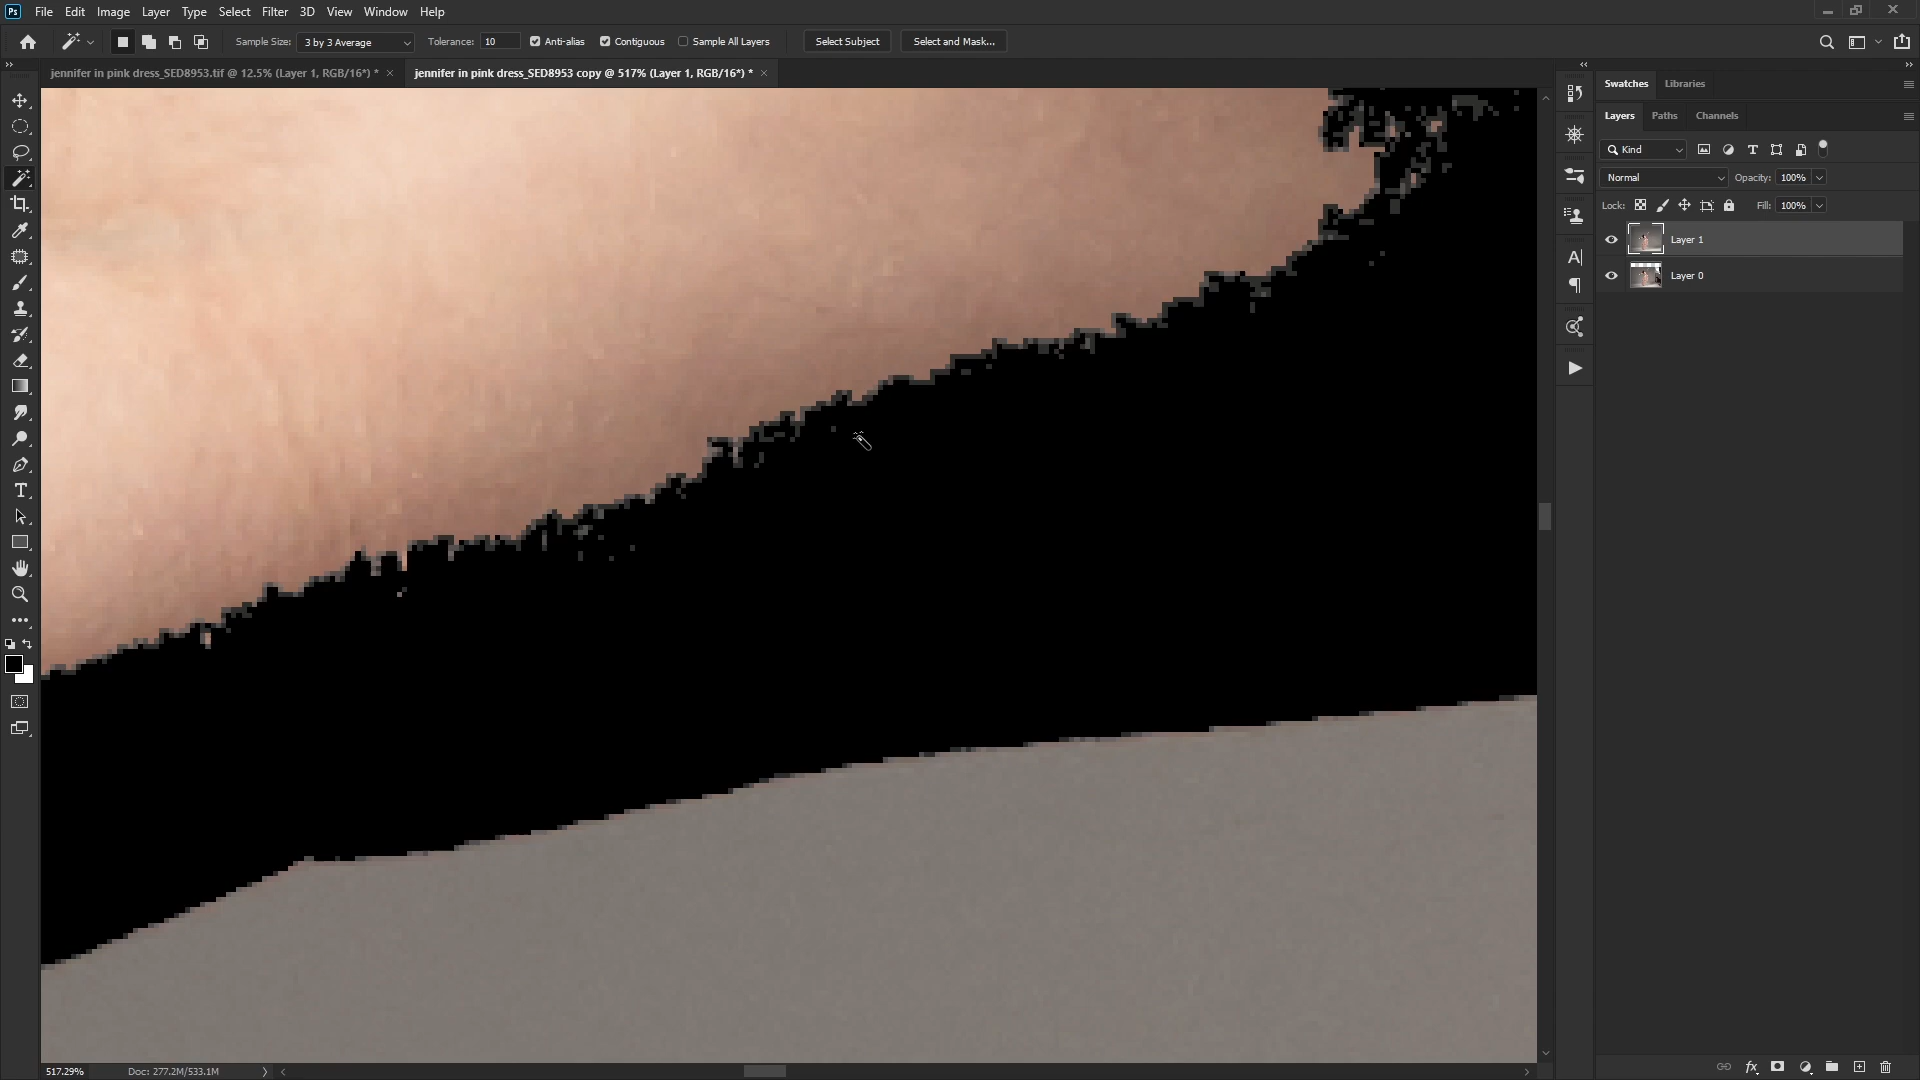 Ps File Edit Image Layer Type Select Filter 3D View Window Help
Sample Size: 3 by 3 Average Tolerance: 10 Anti-alias Contiguous Sample All Layers Select Subject Select and Mask...
jennifer in pink dress_SED8953.tif @ 12.5% (Layer 1, RGB/16*) * × jennifer in pink dress_SED8953 copy @ 517% (Layer 1, RGB/16*) * ×
Swatches Libraries
Layers Paths Channels
Kind
Normal Opacity: 100%
Lock: Fill: 100%
Layer 1
Layer 0
517.29% Doc: 277.2M/533.1M